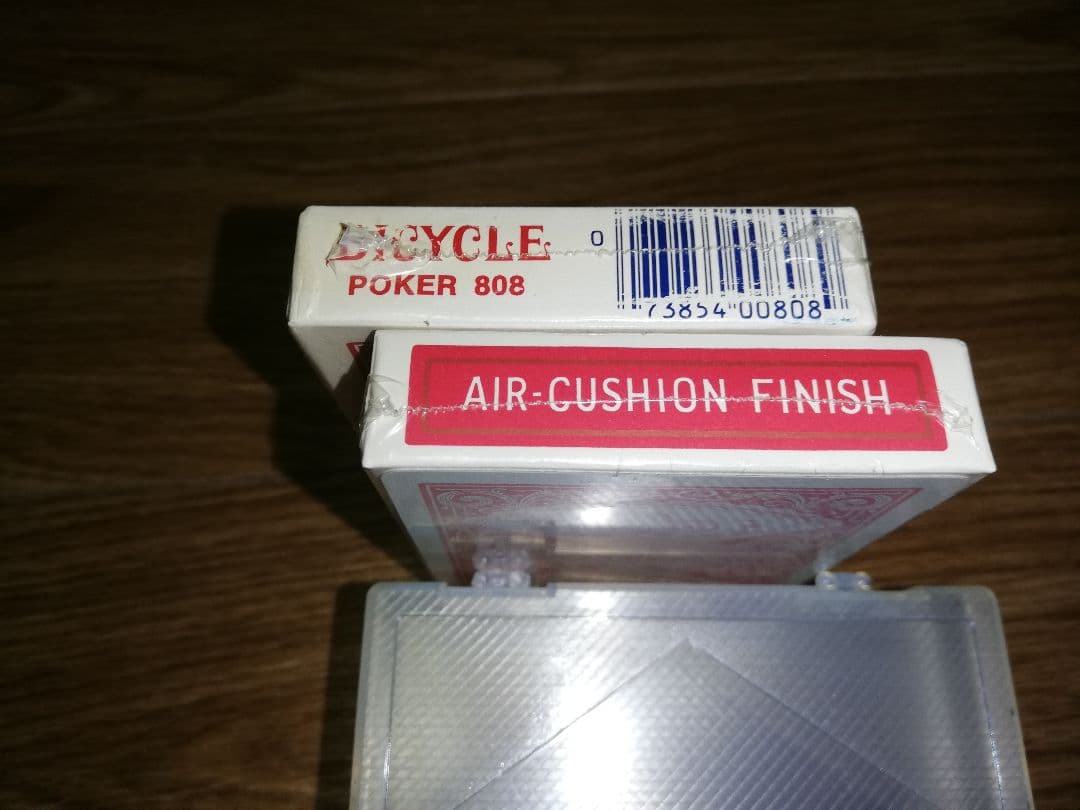 BICYCLE
POKER 808
0
73854 00808
AIR-CUSHION FINISH